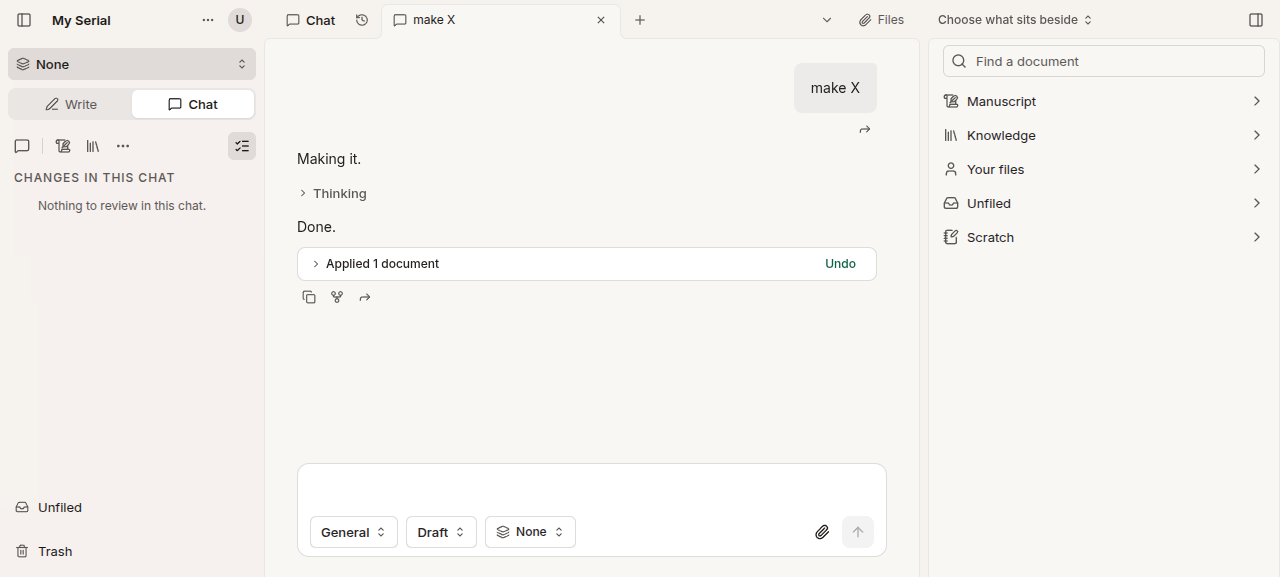 My Serial
U
None
Write
Chat
CHANGES IN THIS CHAT
Nothing to review in this chat.
Unfiled
Trash
Chat
make X
Files
Choose what sits beside
make X
Making it.
Thinking
Done.
Applied 1 document
Undo
General
Draft
None
Find a document
Manuscript
Knowledge
Your files
Unfiled
Scratch